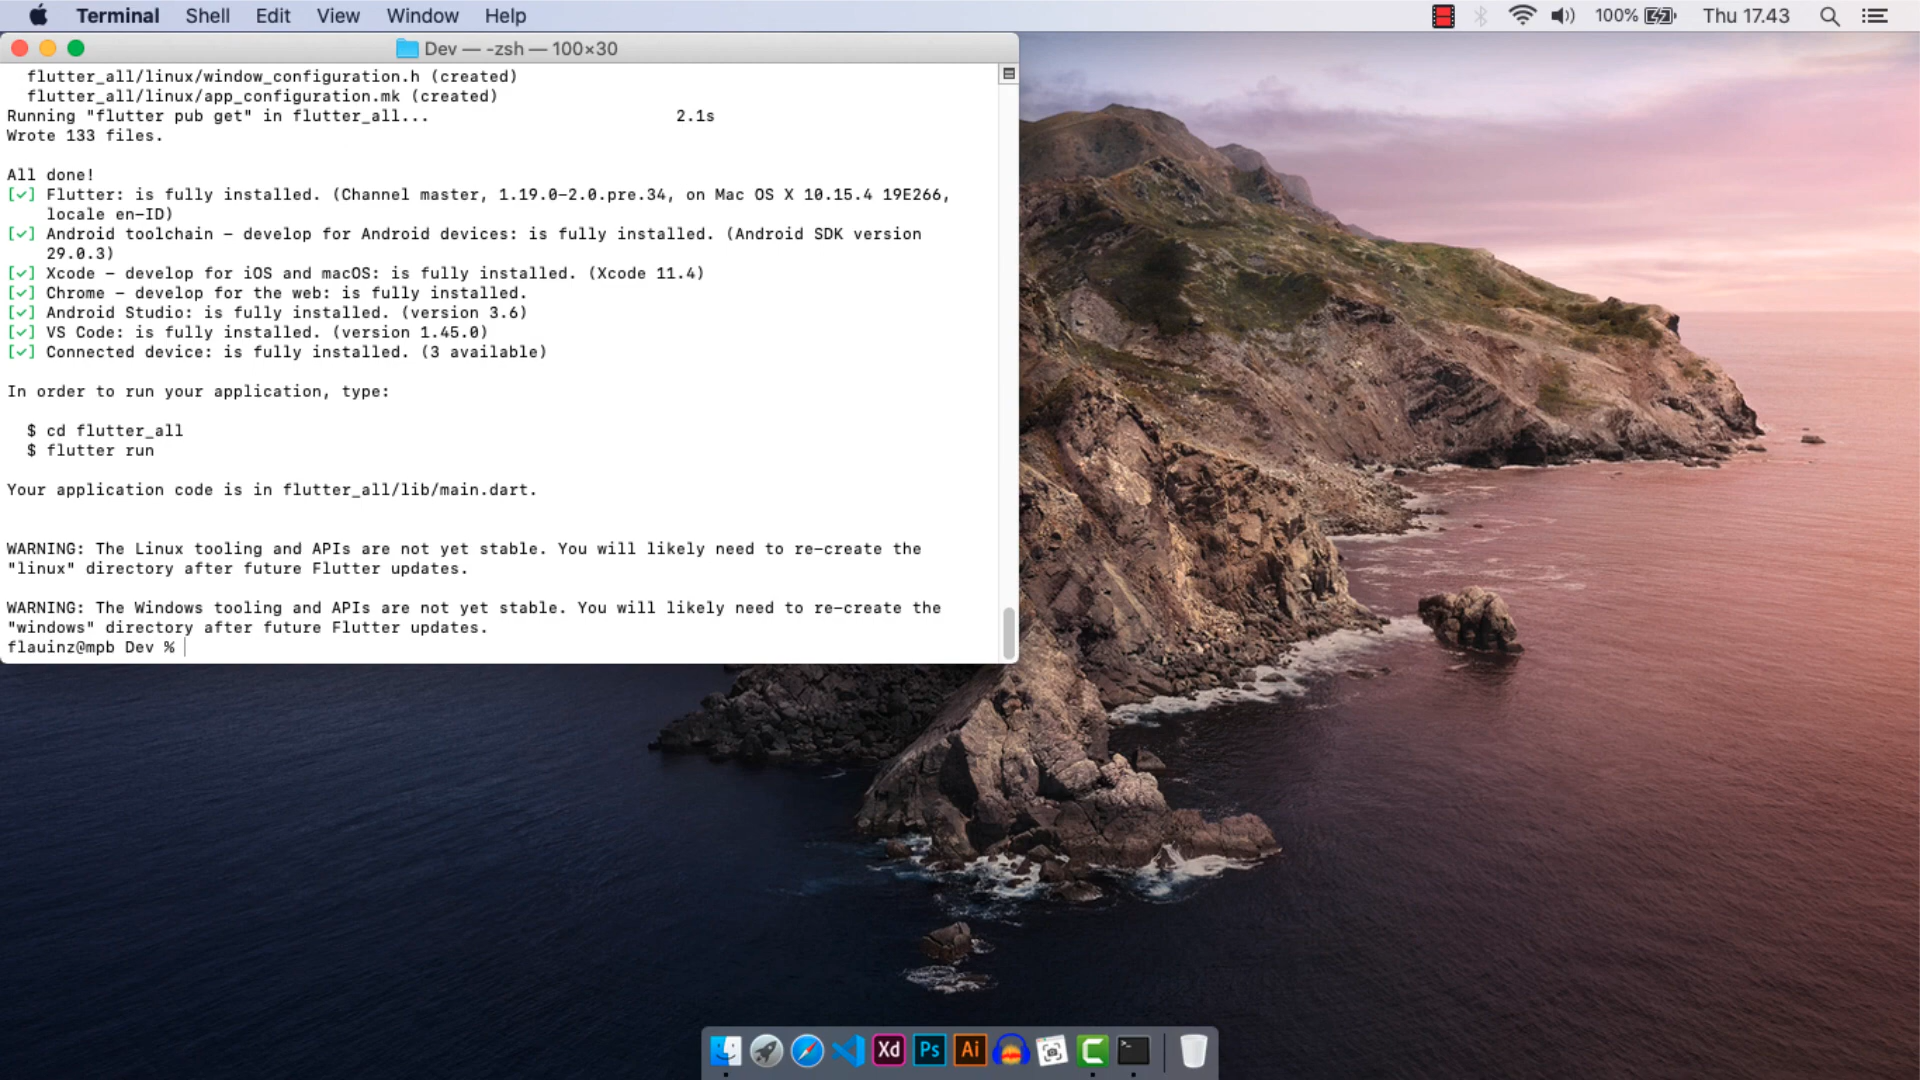 Terminal Shell Edit View Window Help 100% Thu 17.43
Dev — -zsh — 100×30
flutter_all/linux/window_configuration.h (created)
flutter_all/linux/app_configuration.mk (created)
Running "flutter pub get" in flutter_all... 2.1s
Wrote 133 files.
All done!
[✓] Flutter: is fully installed. (Channel master, 1.19.0-2.0.pre.34, on Mac OS X 10.15.4 19E266,
locale en-ID)
[✓] Android toolchain - develop for Android devices: is fully installed. (Android SDK version
29.0.3)
[✓] Xcode - develop for iOS and macOS: is fully installed. (Xcode 11.4)
[✓] Chrome - develop for the web: is fully installed.
[✓] Android Studio: is fully installed. (version 3.6)
[✓] VS Code: is fully installed. (version 1.45.0)
[✓] Connected device: is fully installed. (3 available)
In order to run your application, type:
$ cd flutter_all
$ flutter run
Your application code is in flutter_all/lib/main.dart.
WARNING: The Linux tooling and APIs are not yet stable. You will likely need to re-create the
"linux" directory after future Flutter updates.
WARNING: The Windows tooling and APIs are not yet stable. You will likely need to re-create the
"windows" directory after future Flutter updates.
flauinz@mpb Dev %
Xd Ps Ai